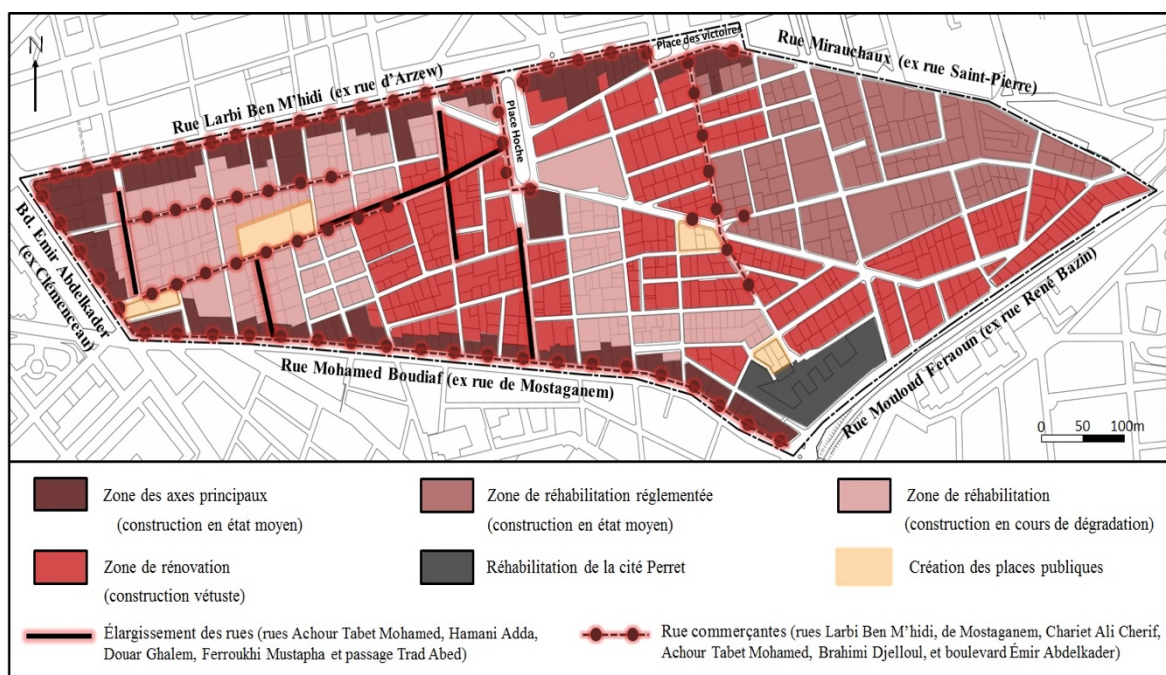 N
Place des victoires
Rue Mirauchaux (ex rue Saint-Pierre)
Rue Larbi Ben M’hidi (ex rue d’Arzew)
Place Hoche
Bd. Emir Abdelkader
(ex Clémenceau)
Rue Mohamed Boudiaf (ex rue de Mostaganem)
Rue Mouloud Feraoun (ex rue René Bazin)
0 50 100m
Zone des axes principaux
(construction en état moyen)
Zone de réhabilitation réglementée
(construction en état moyen)
Zone de réhabilitation
(construction en cours de dégradation)
Zone de rénovation
(construction vétuste)
Réhabilitation de la cité Perret
Création des places publiques
Élargissement des rues (rues Achour Tabet Mohamed, Hamani Adda,
Douar Ghalem, Ferroukhi Mustapha et passage Trad Abed)
Rue commerçantes (rues Larbi Ben M’hidi, de Mostaganem, Chariet Ali Cherif,
Achour Tabet Mohamed, Brahimi Djelloul, et boulevard Émir Abdelkader)